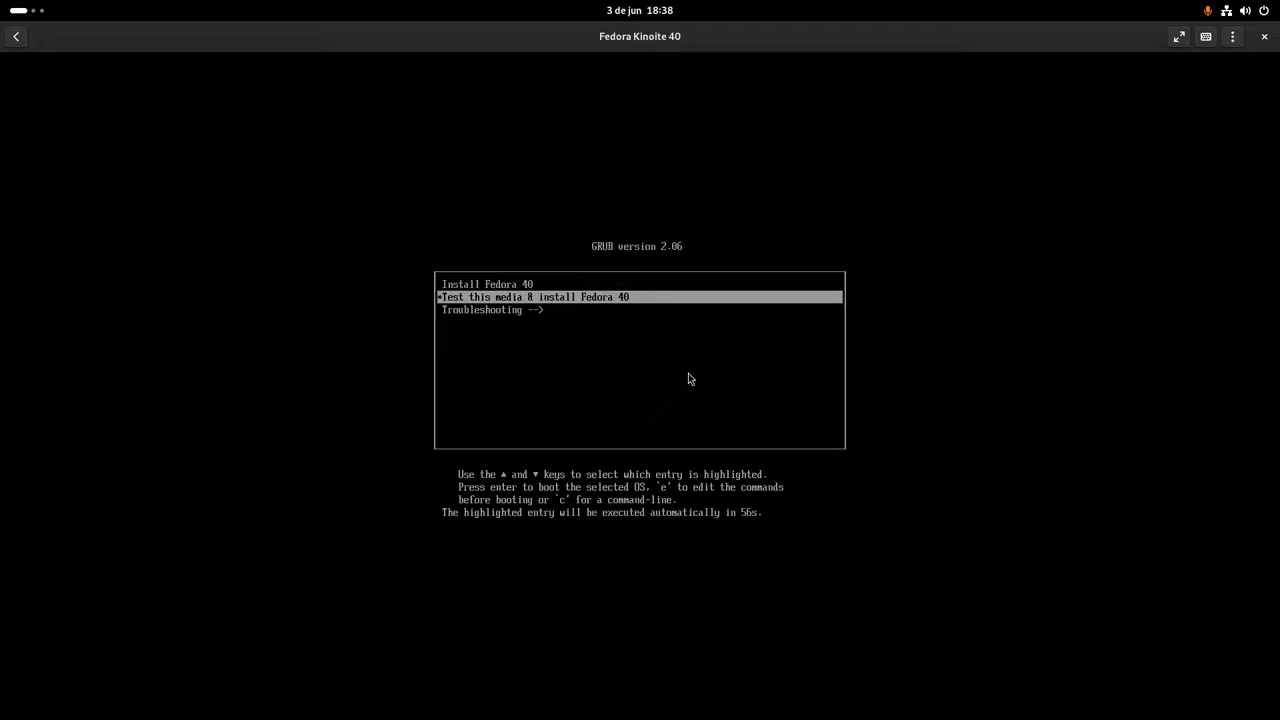 3 de jun 18:38
Fedora Kinoite 40
GRUB version 2.06
Install Fedora 40
*Test this media & install Fedora 40
Troubleshooting -->
Use the ▲ and ▼ keys to select which entry is highlighted.
Press enter to boot the selected OS, `e' to edit the commands
before booting or `c' for a command-line.
The highlighted entry will be executed automatically in 56s.